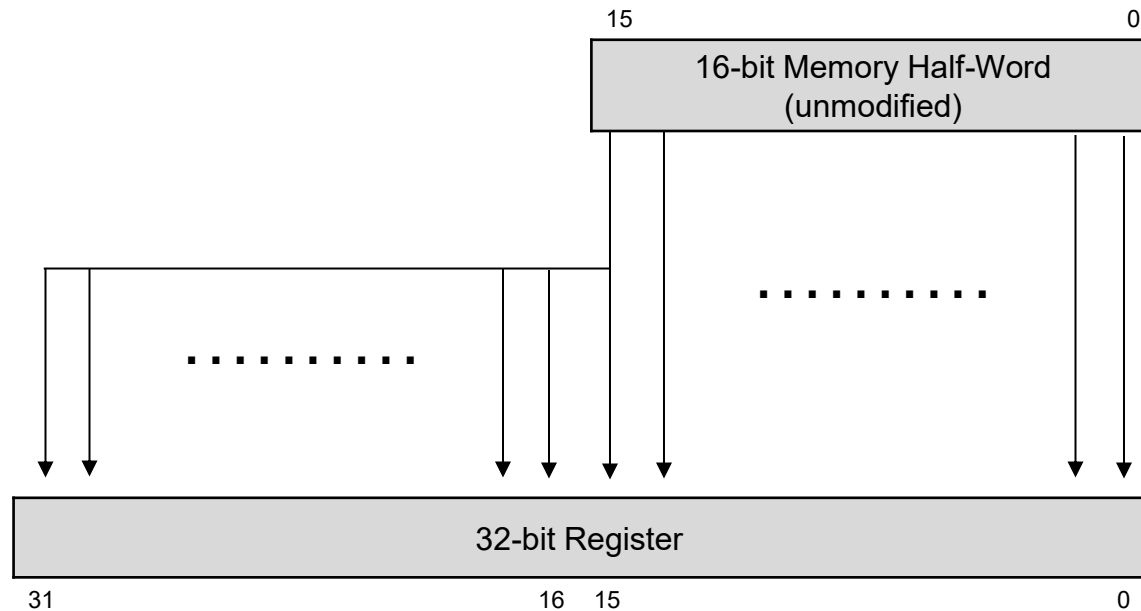 15 0
16-bit Memory Half-Word
(unmodified)
32-bit Register
31 16 15 0